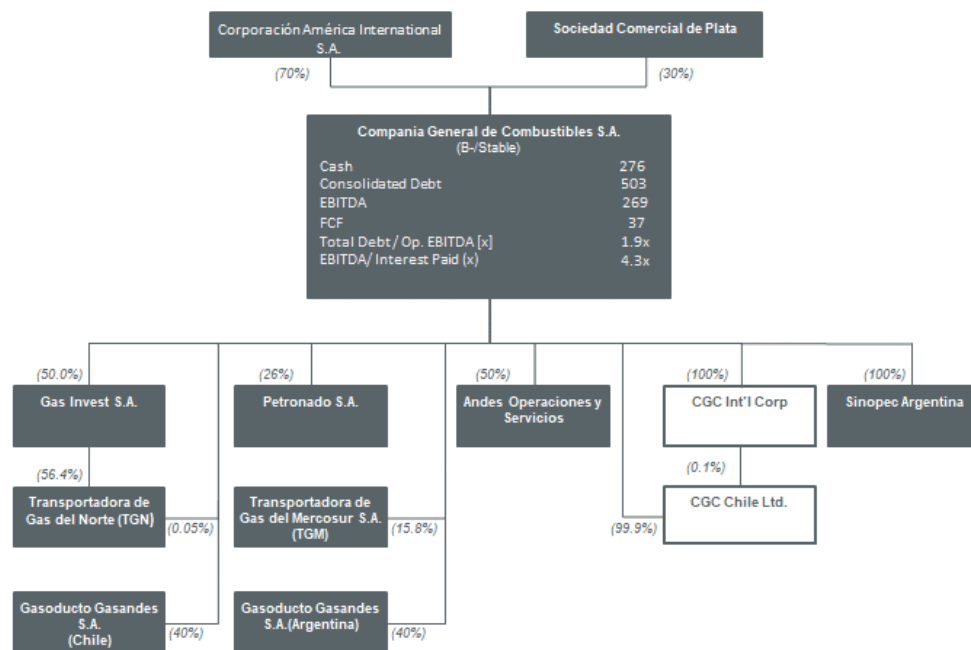 Corporación América International
S.A.
Sociedad Comercial de Plata
(70%)
(30%)
Compania General de Combustibles S.A.
(B-/Stable)
Cash 276
Consolidated Debt 503
EBITDA 269
FCF 37
Total Debt / Op. EBITDA [x] 1.9x
EBITDA/ Interest Paid (x) 4.3x
(50.0%)
(26%)
(50%)
(100%)
(100%)
Gas Invest S.A.
Petronado S.A.
Andes Operaciones y
Servicios
CGC Int'l Corp
Sinopec Argentina
(56.4%)
(0.1%)
Transportadora de
Gas del Norte (TGN)
(0.05%)
Transportadora de
Gas del Mercosur S.A.
(TGM)
(15.8%)
CGC Chile Ltd.
(99.9%)
Gasoducto Gasandes
S.A.
(Chile)
(40%)
Gasoducto Gasandes
S.A.(Argentina)
(40%)